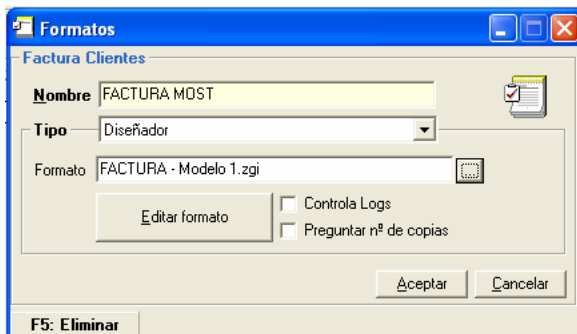 Formatos
Factura Clientes
Nombre FACTURA MOST
Tipo Diseñador
Formato FACTURA - Modelo 1.zgi
Editar formato
Controla Logs
Preguntar nº de copias
Aceptar Cancelar
F5: Eliminar